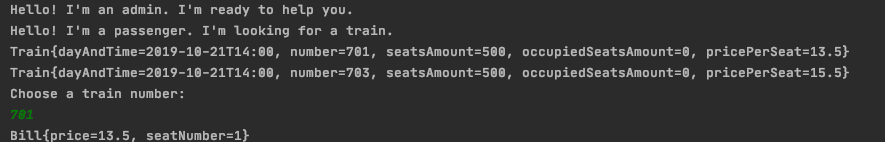 Hello! I'm an admin. I'm ready to help you.
Hello! I'm a passenger. I'm looking for a train.
Train{dayAndTime=2019-10-21T14:00, number=701, seatsAmount=500, occupiedSeatsAmount=0, pricePerSeat=13.5}
Train{dayAndTime=2019-10-21T14:00, number=703, seatsAmount=500, occupiedSeatsAmount=0, pricePerSeat=15.5}
Choose a train number:
701
Bill{price=13.5, seatNumber=1}